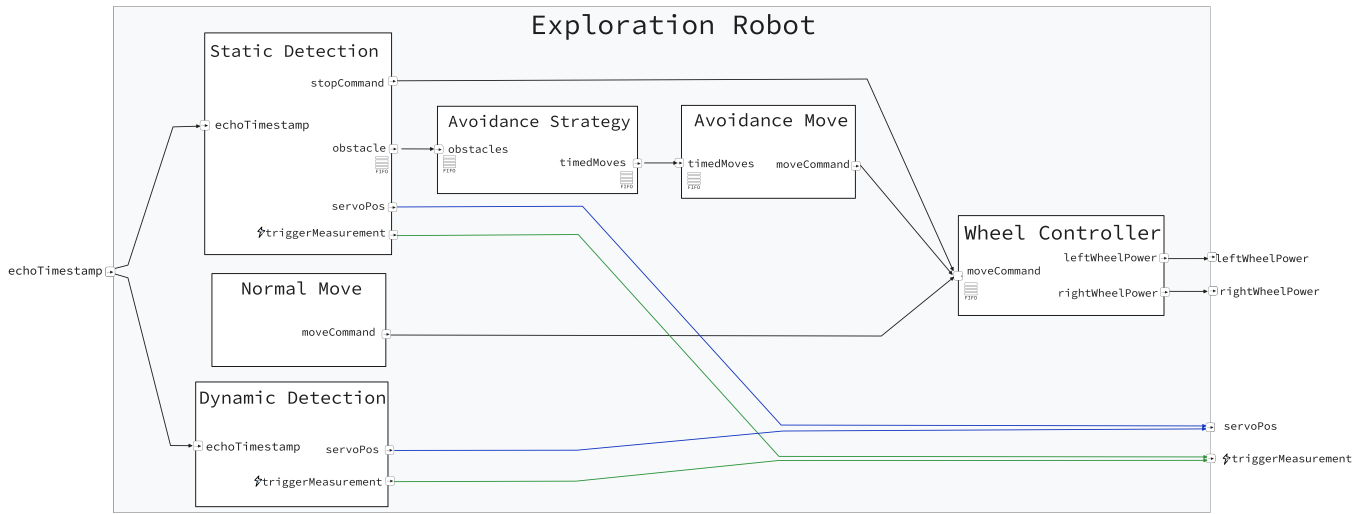 Exploration Robot
Static Detection
stopCommand
echoTimestamp
obstacle
FIFO
servoPos
triggerMeasurement
Avoidance Strategy
obstacles
FIFO
timedMoves
FIFO
Avoidance Move
timedMoves
FIFO
moveCommand
echoTimestamp
Normal Move
moveCommand
Dynamic Detection
echoTimestamp
servoPos
triggerMeasurement
Wheel Controller
moveCommand
FIFO
leftWheelPower
rightWheelPower
leftWheelPower
rightWheelPower
servoPos
triggerMeasurement